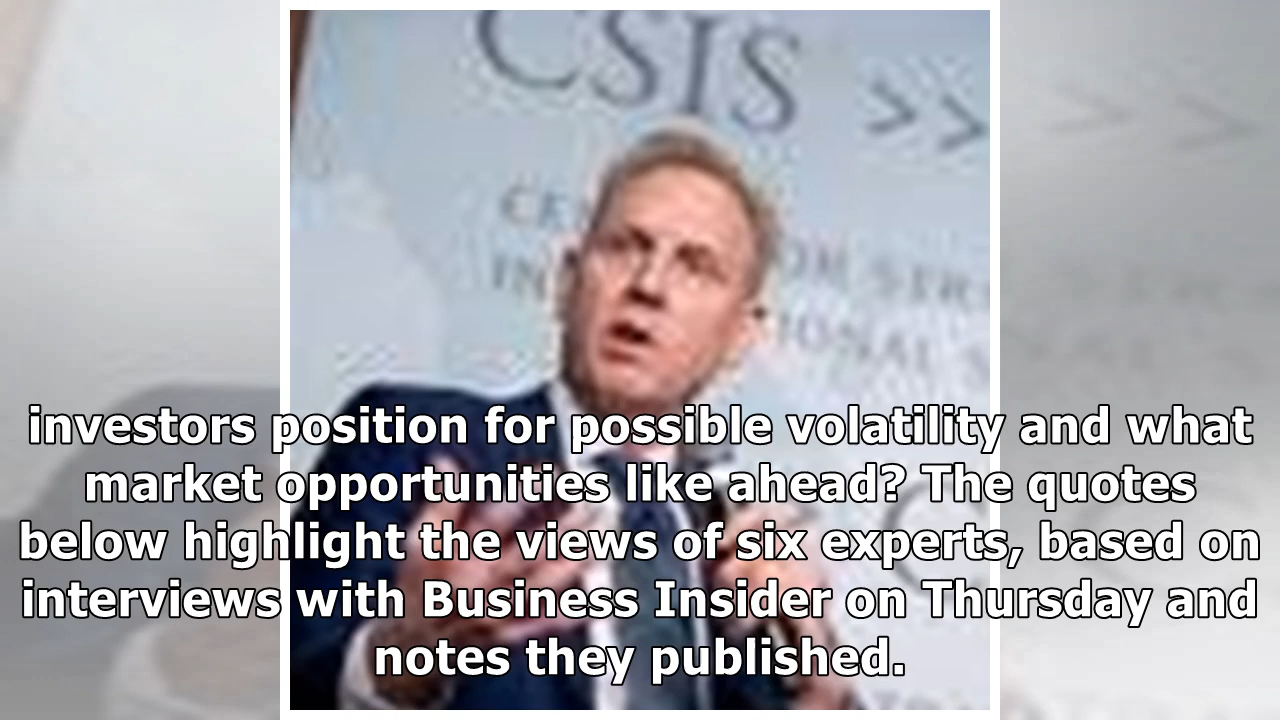 CSIS >>
investors position for possible volatility and what
market opportunities like ahead? The quotes
below highlight the views of six experts, based on
interviews with Business Insider on Thursday and
notes they published.